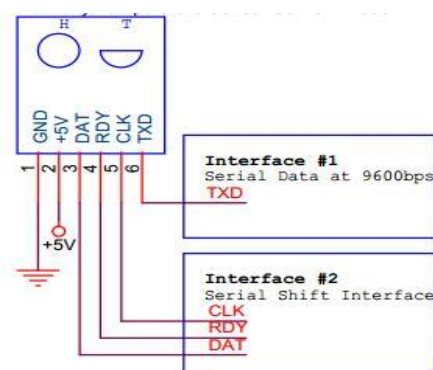 H T
GND +5V DAT RDY CLK TXD
1 2 3 4 5 6
+5V
Interface #1
Serial Data at 9600bps
TXD
Interface #2
Serial Shift Interface
CLK
RDY
DAT